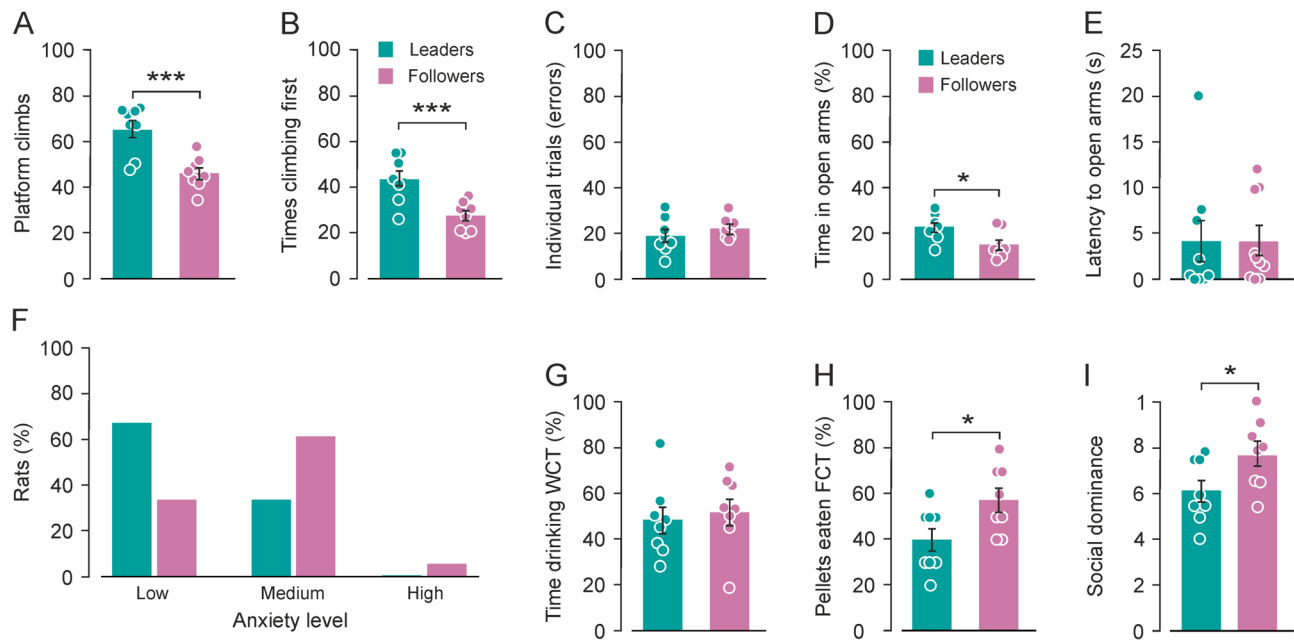 A
Platform climbs
100
80
60
40
20
0
***
B
Times climbing first
100
80
60
40
20
0
Leaders
Followers
***
C
Individual trials (errors)
100
80
60
40
20
0
D
Time in open arms (%)
100
80
60
40
20
0
Leaders
Followers
*
E
Latency to open arms (s)
25
20
15
10
5
0
F
Rats (%)
100
80
60
40
20
0
Low
Medium
High
Anxiety level
G
Time drinking WCT (%)
100
80
60
40
20
0
H
Pellets eaten FCT (%)
100
80
60
40
20
0
*
I
Social dominance
1
8
6
4
2
0
*